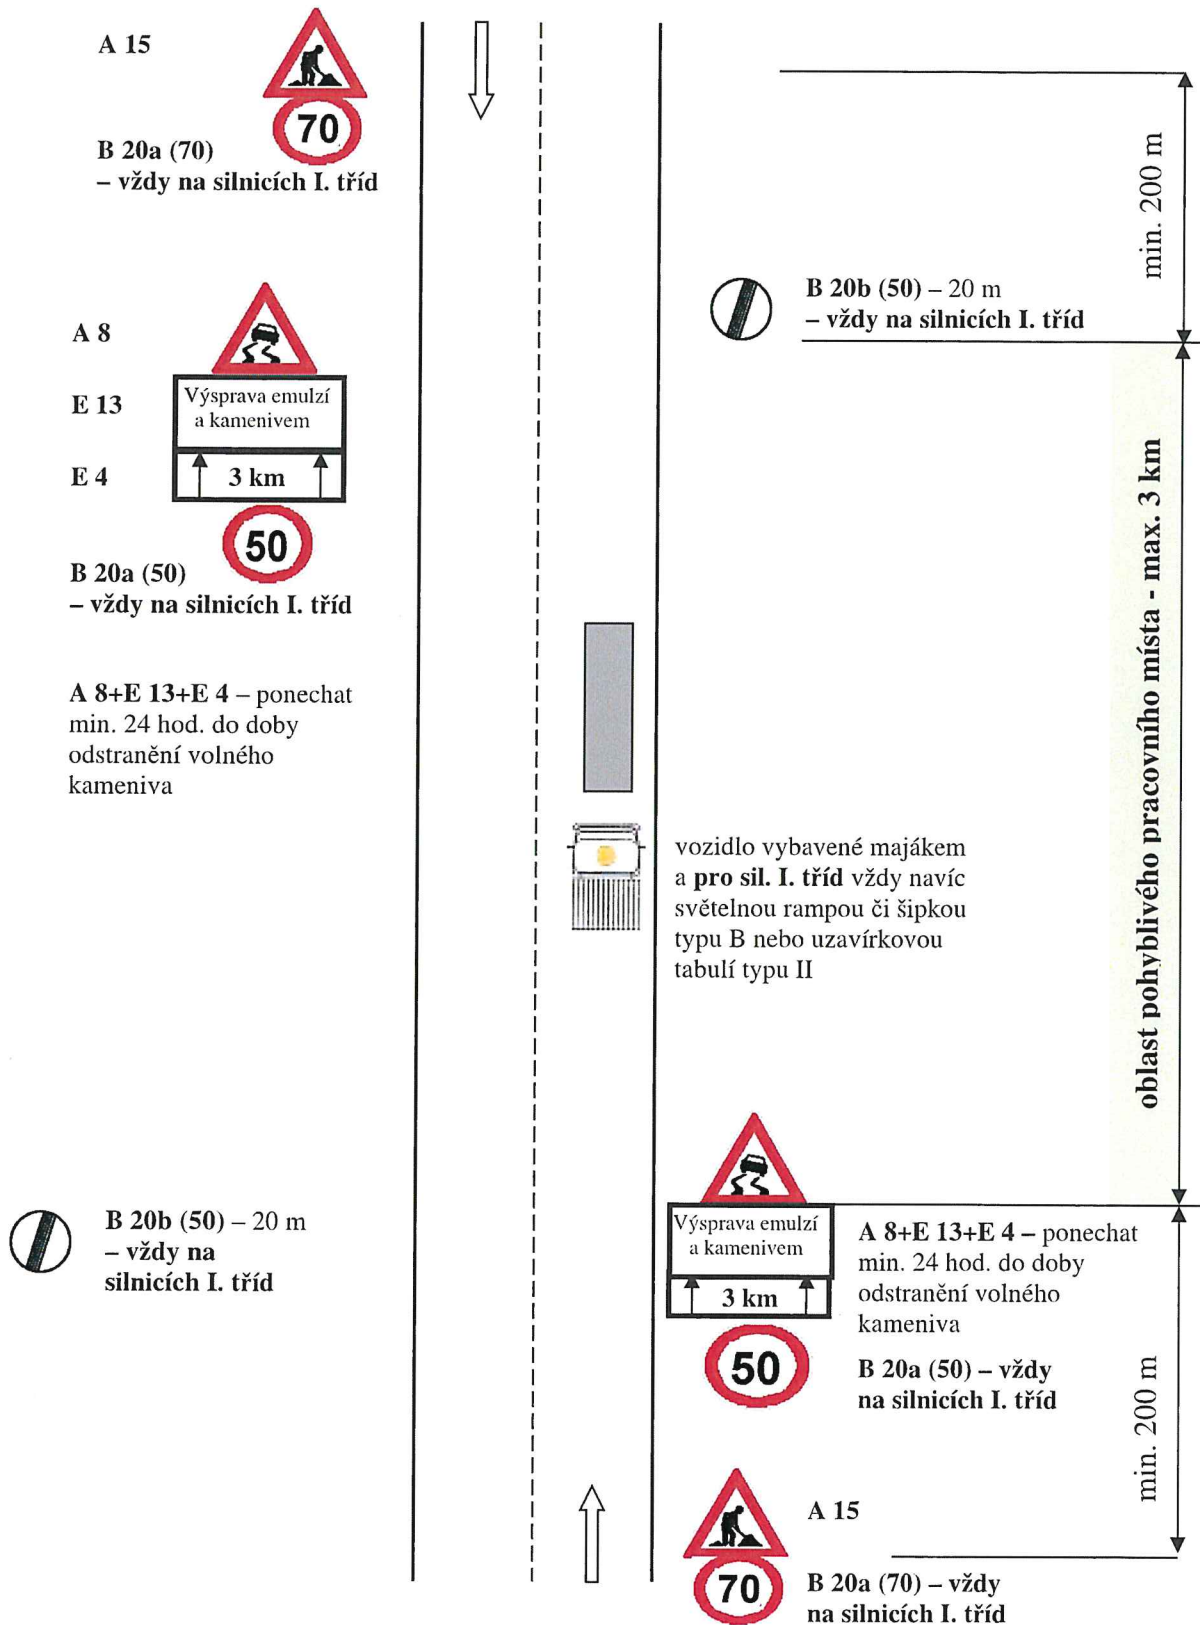 A 15
70
B 20a (70)
– vždy na silnicích I. tříd
min. 200 m
B 20b (50) – 20 m
– vždy na silnicích I. tříd
A 8
E 13
Výsprava emulzí
a kamenivem
E 4
3 km
50
B 20a (50)
– vždy na silnicích I. tříd
A 8+E 13+E 4 – ponechat
min. 24 hod. do doby
odstranění volného
kameniva
oblast pohyblivého pracovního místa - max. 3 km
vozidlo vybavené majákem
a pro sil. I. tříd vždy navíc
světelnou rampou či šipkou
typu B nebo uzavírkovou
tabulí typu II
B 20b (50) – 20 m
– vždy na
silnicích I. tříd
Výsprava emulzí
a kamenivem
3 km
50
A 8+E 13+E 4 – ponechat
min. 24 hod. do doby
odstranění volného
kameniva
B 20a (50) – vždy
na silnicích I. tříd
min. 200 m
A 15
70
B 20a (70) – vždy
na silnicích I. tříd